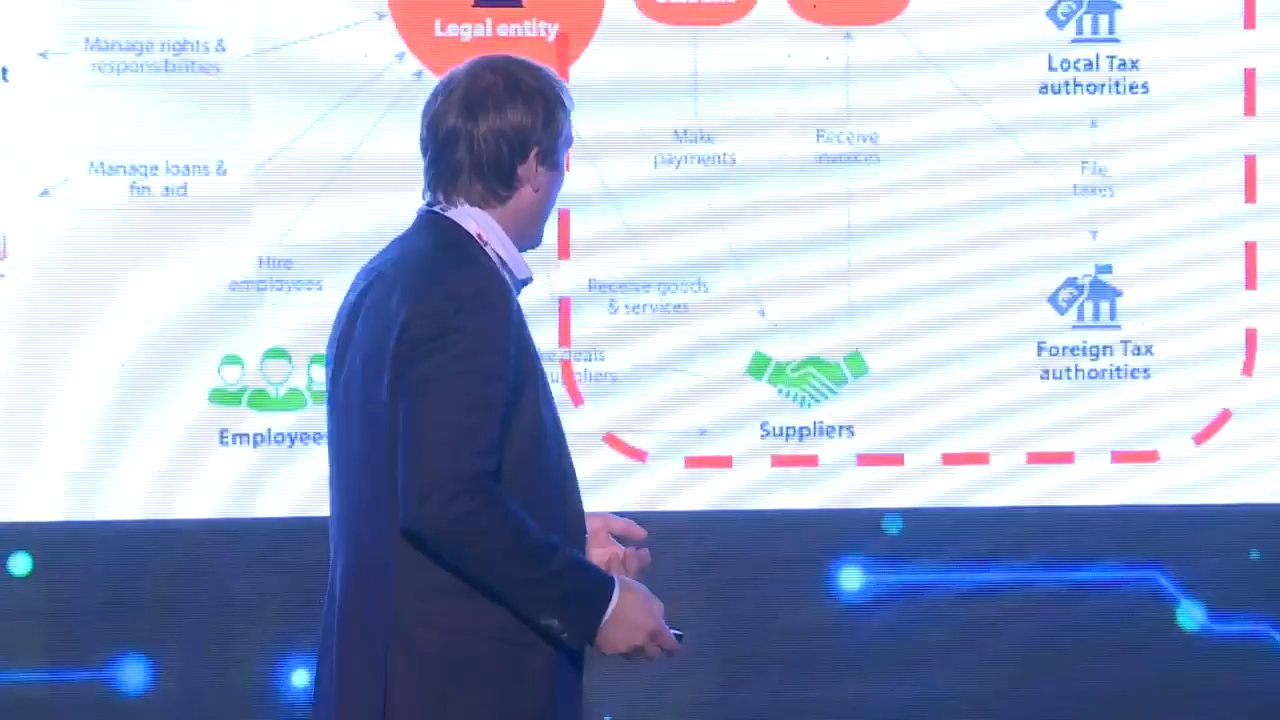 Legal entity
Manage rights &
responsibilities
Manage loans &
fin. aid
Hire
employees
Employees
Make
payments
Receive
invoices
Receive goods
& services
Suppliers
Local Tax
authorities
File
taxes
Foreign Tax
authorities